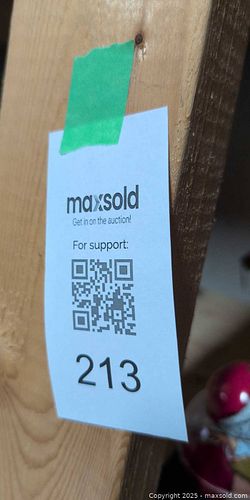 maxsold
Get in on the auction!
For support:
213
Copyright 2025 - maxsold.com